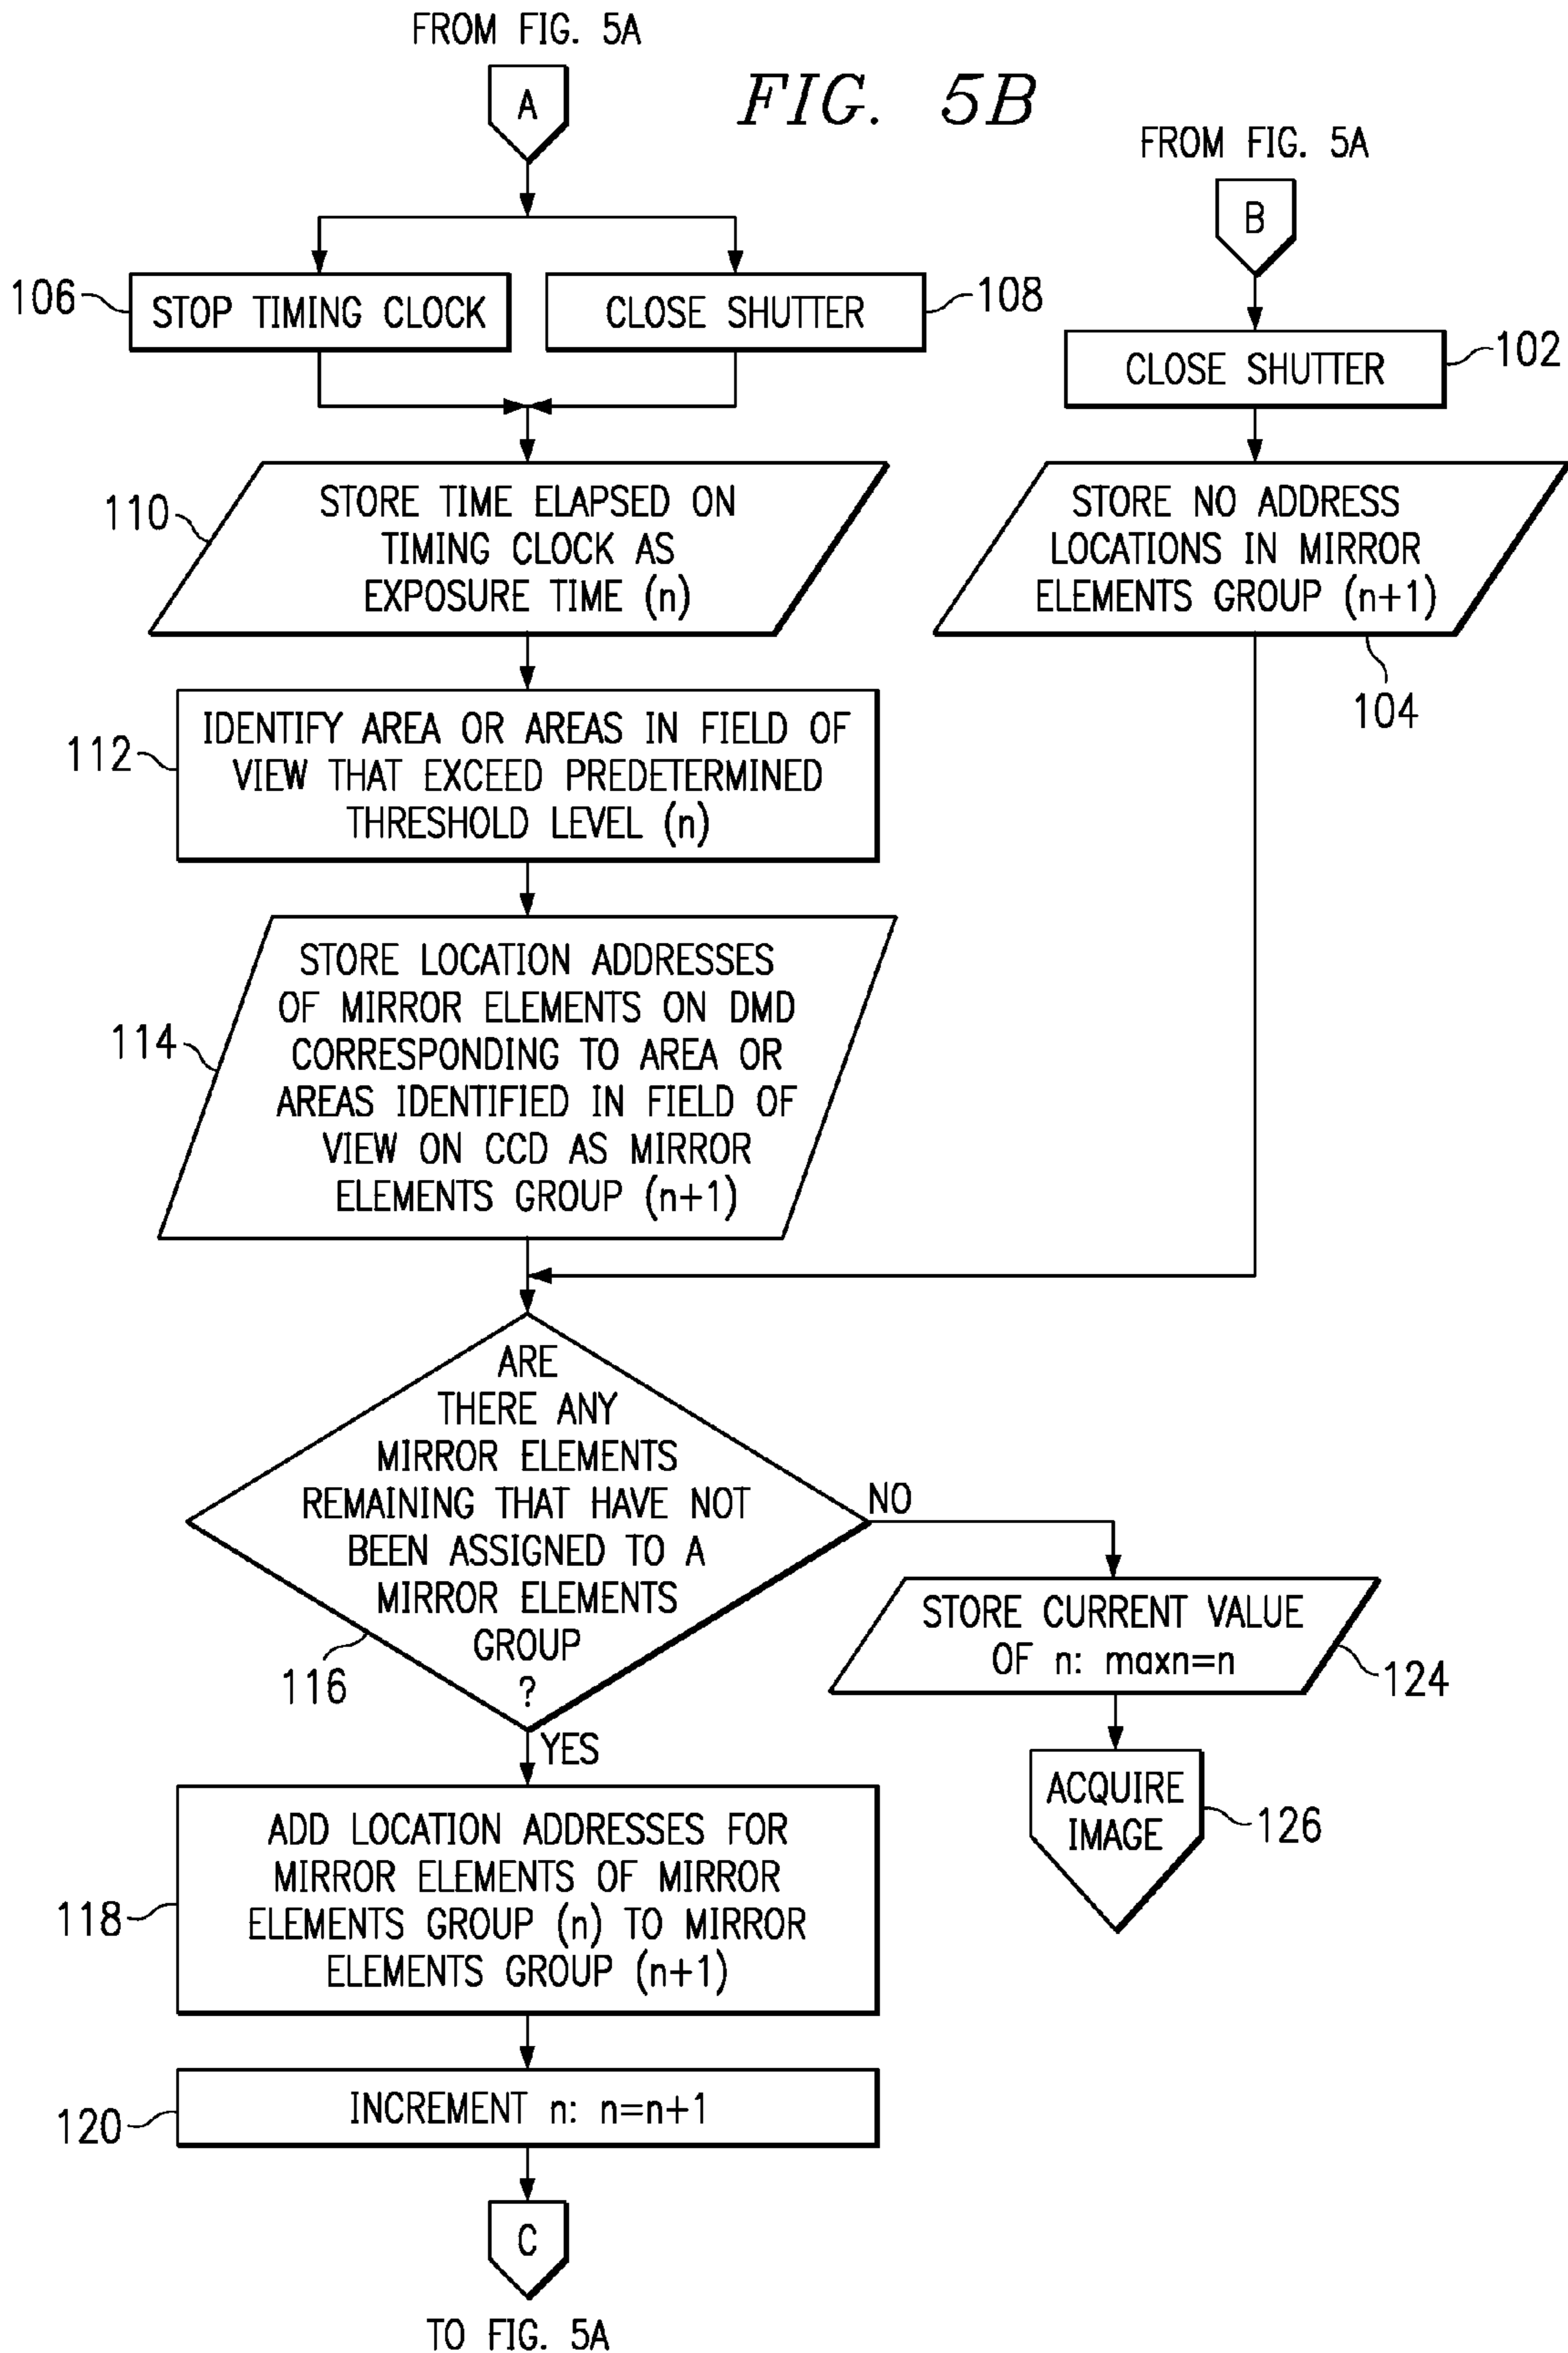 FROM FIG. 5A
A
FIG. 5B
FROM FIG. 5A
B
106
STOP TIMING CLOCK
CLOSE SHUTTER
108
CLOSE SHUTTER
102
110
STORE TIME ELAPSED ON
TIMING CLOCK AS
EXPOSURE TIME (n)
STORE NO ADDRESS
LOCATIONS IN MIRROR
ELEMENTS GROUP (n+1)
104
112
IDENTIFY AREA OR AREAS IN FIELD OF
VIEW THAT EXCEED PREDETERMINED
THRESHOLD LEVEL (n)
114
STORE LOCATION ADDRESSES
OF MIRROR ELEMENTS ON DMD
CORRESPONDING TO AREA OR
AREAS IDENTIFIED IN FIELD OF
VIEW ON CCD AS MIRROR
ELEMENTS GROUP (n+1)
ARE
THERE ANY
MIRROR ELEMENTS
REMAINING THAT HAVE NOT
BEEN ASSIGNED TO A
MIRROR ELEMENTS
GROUP
?
116
NO
YES
STORE CURRENT VALUE
OF n: maxn=n
124
ACQUIRE
IMAGE
126
118
ADD LOCATION ADDRESSES FOR
MIRROR ELEMENTS OF MIRROR
ELEMENTS GROUP (n) TO MIRROR
ELEMENTS GROUP (n+1)
120
INCREMENT n: n=n+1
C
TO FIG. 5A